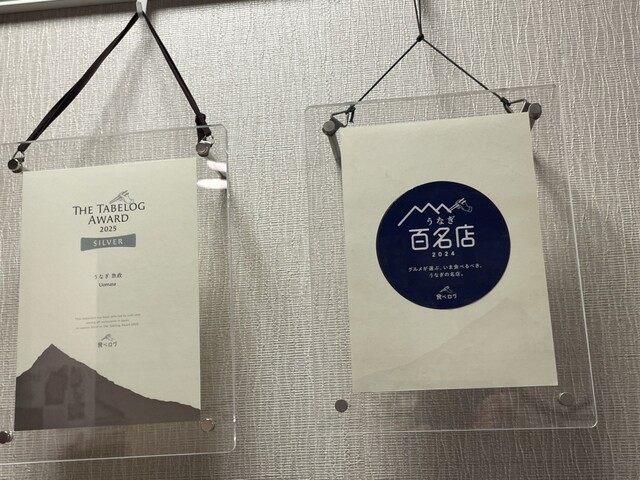 THE TABELOG
AWARD
2025
SILVER
うなぎ 魚政
Uomasa
食べログ
うなぎ
百名店
2024
グルメが選ぶ、いま食べるべき、
うなぎの名店。
食べログ